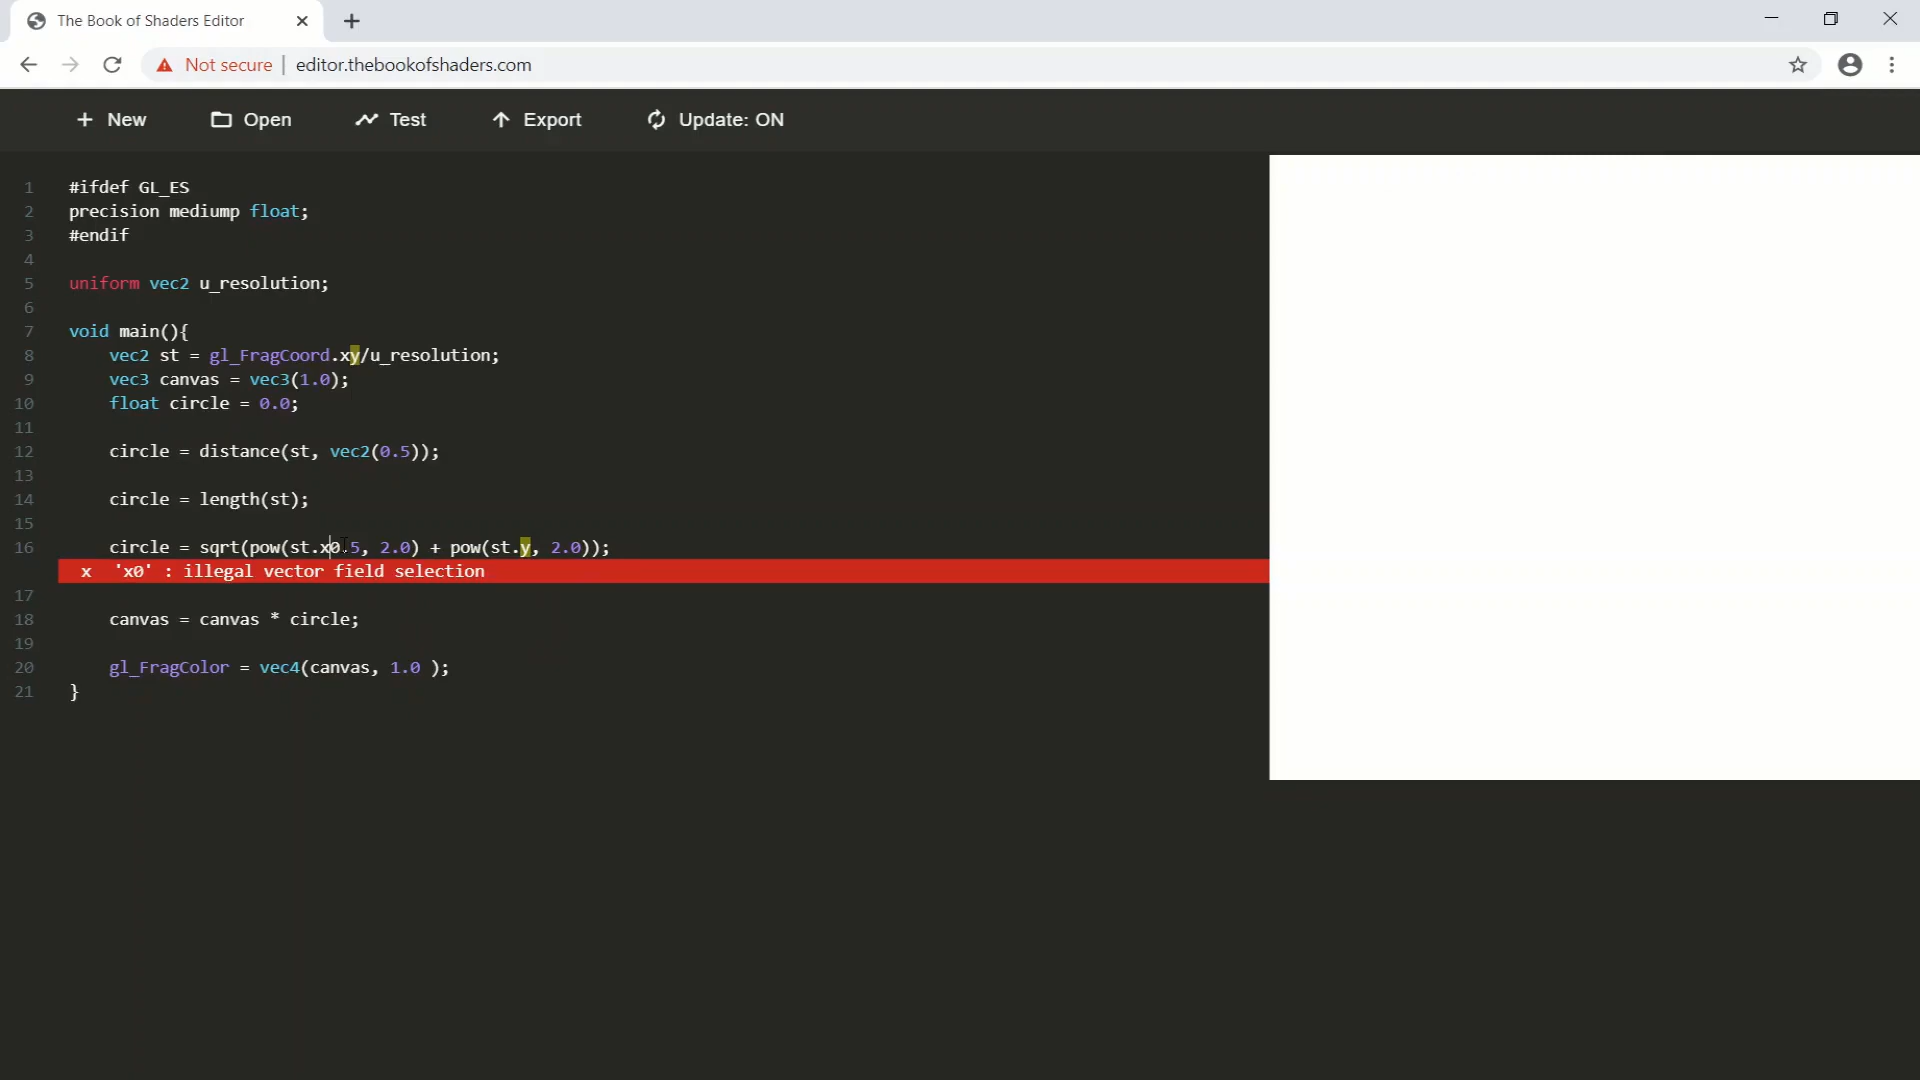 The Book of Shaders Editor
Not secure | editor.thebookofshaders.com
New Open Test Export Update: ON
1 #ifdef GL_ES
2 precision mediump float;
3 #endif
4
5 uniform vec2 u_resolution;
6
7 void main(){
8 vec2 st = gl_FragCoord.xy/u_resolution;
9 vec3 canvas = vec3(1.0);
10 float circle = 0.0;
11
12 circle = distance(st, vec2(0.5));
13
14 circle = length(st);
15
16 circle = sqrt(pow(st.x0.5, 2.0) + pow(st.y, 2.0));
x 'x0' : illegal vector field selection
17
18 canvas = canvas * circle;
19
20 gl_FragColor = vec4(canvas, 1.0 );
21 }